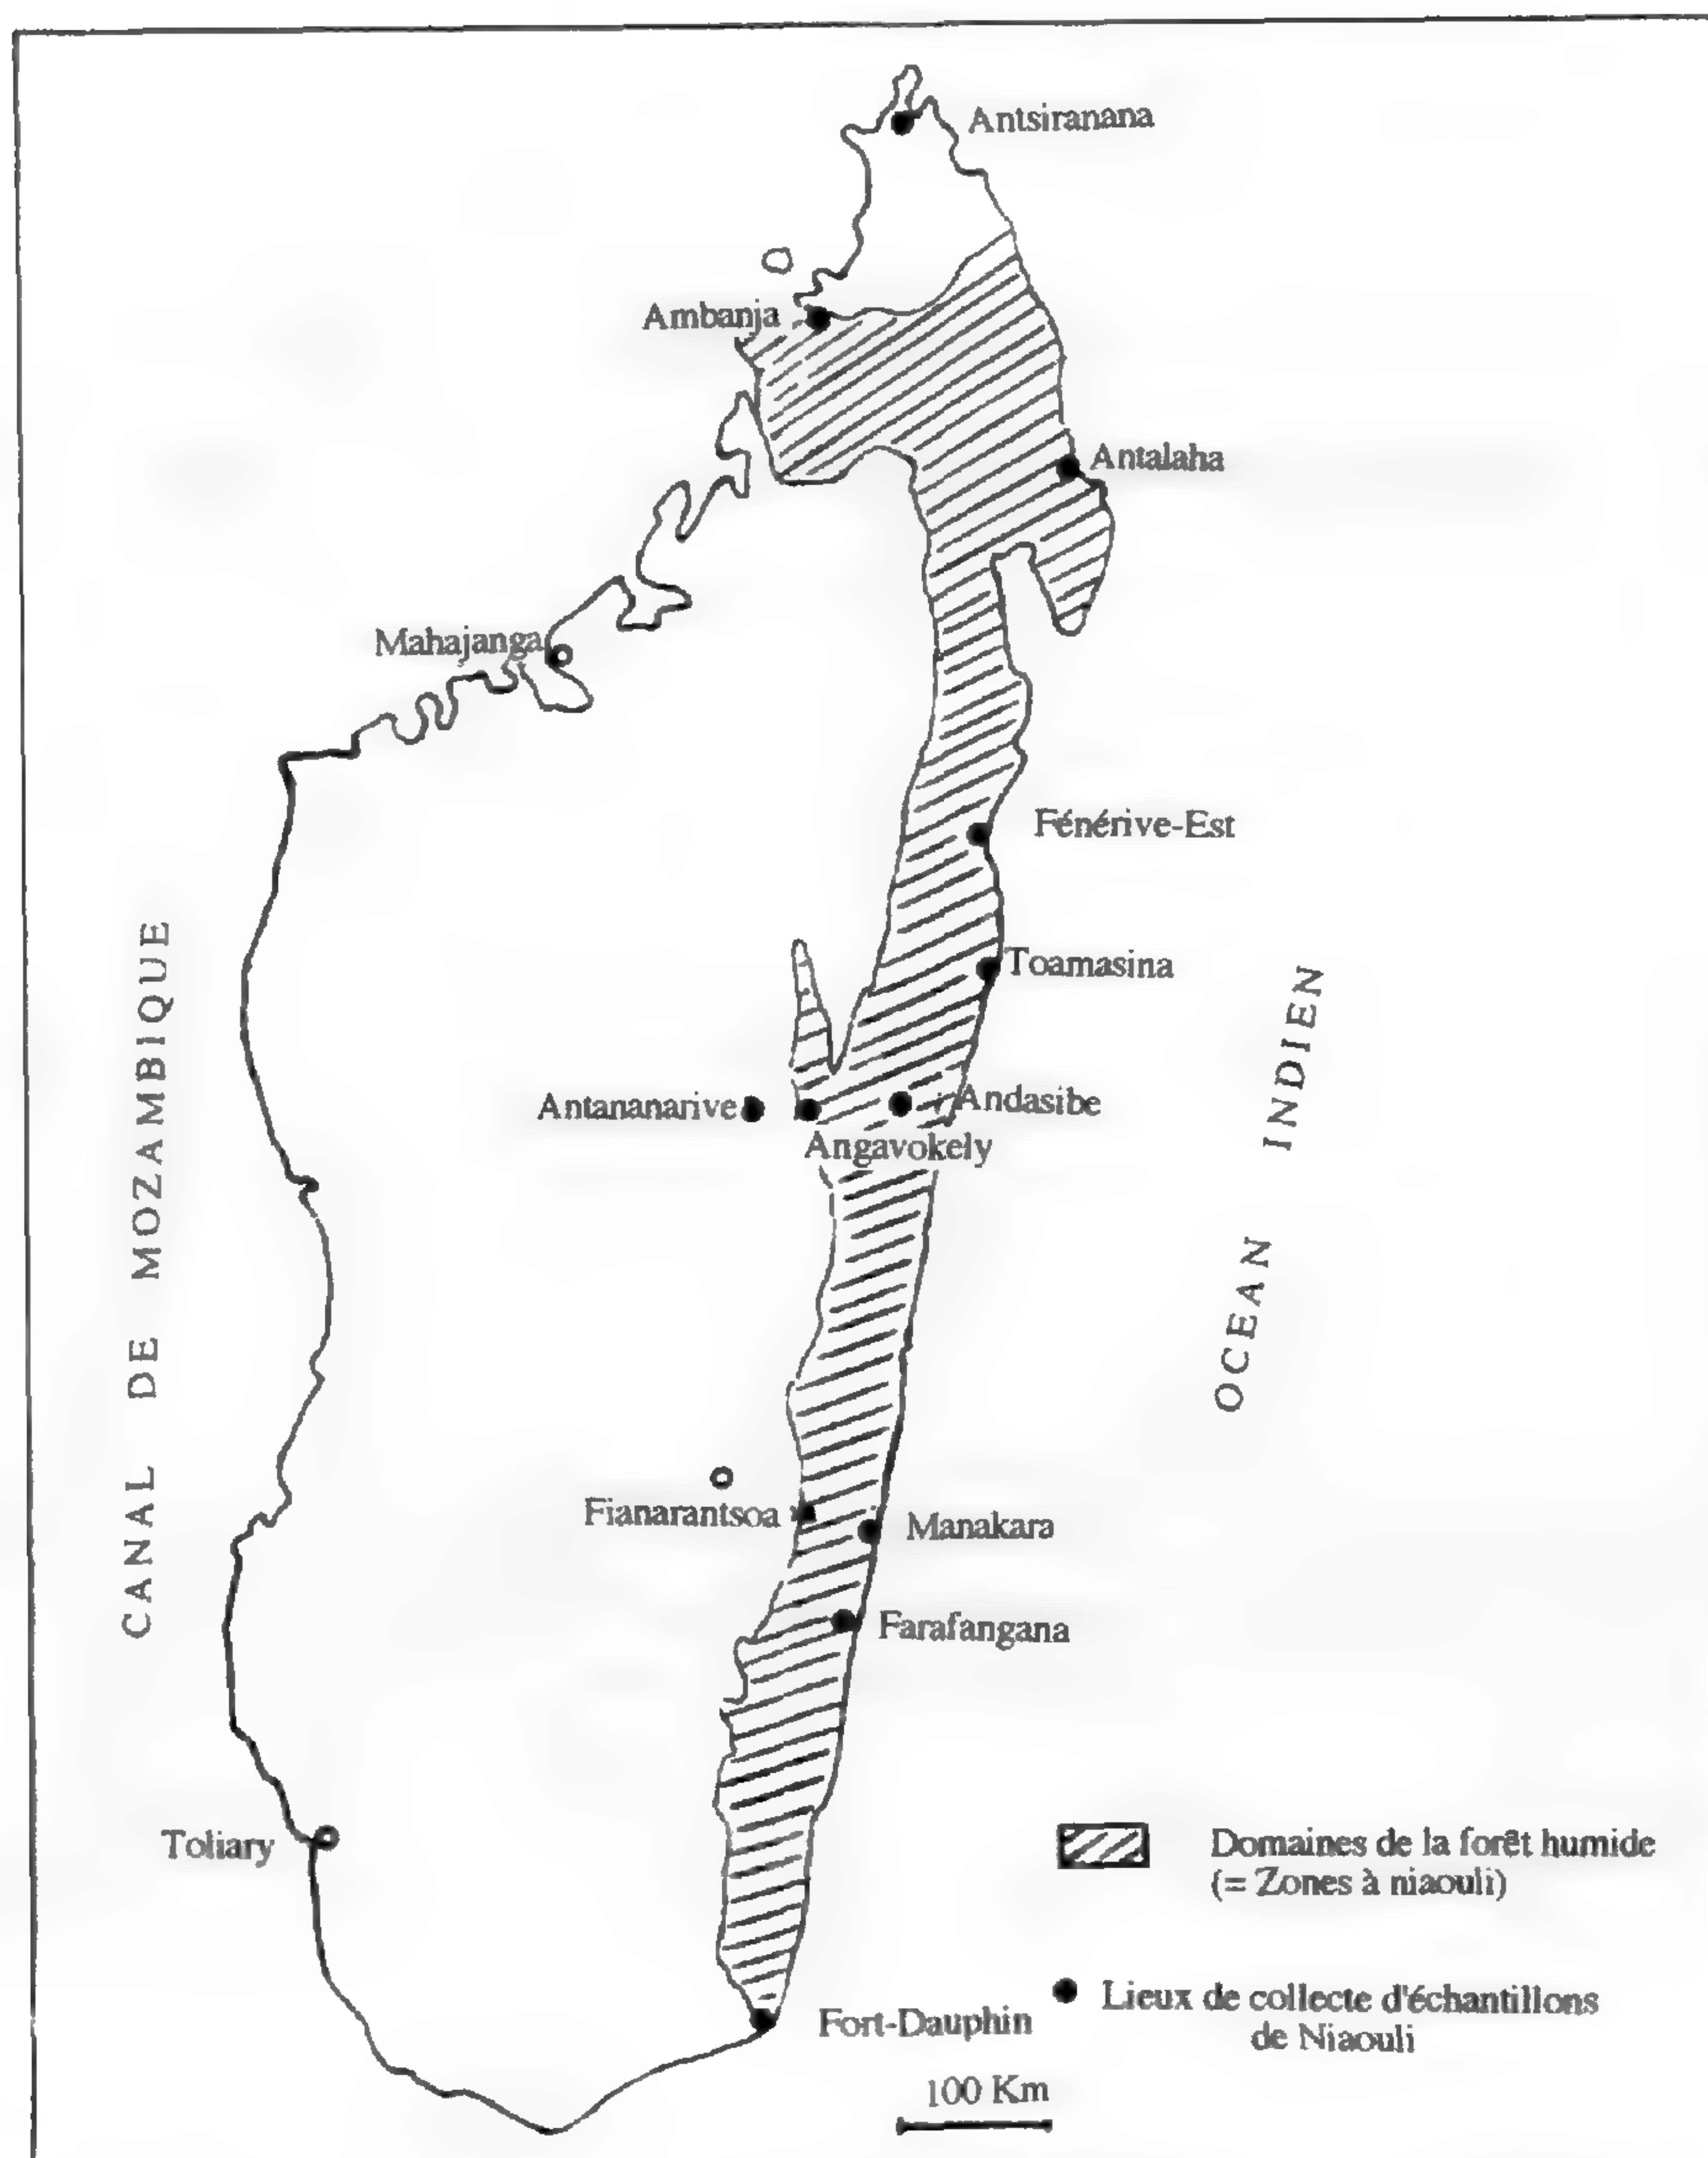 Antsiranana
Ambanja
Antalaha
Mahajanga
Fénérive-Est
CANAL DE MOZAMBIQUE
Toamasina
OCEAN INDIEN
Antananarive
Andasibe
Angavokely
Fianarantsoa
Manakara
Farafangana
Toliary
Domaines de la forêt humide
(= Zones à niaouli)
Lieux de collecte d'échantillons
de Niaouli
Fort-Dauphin
100 Km